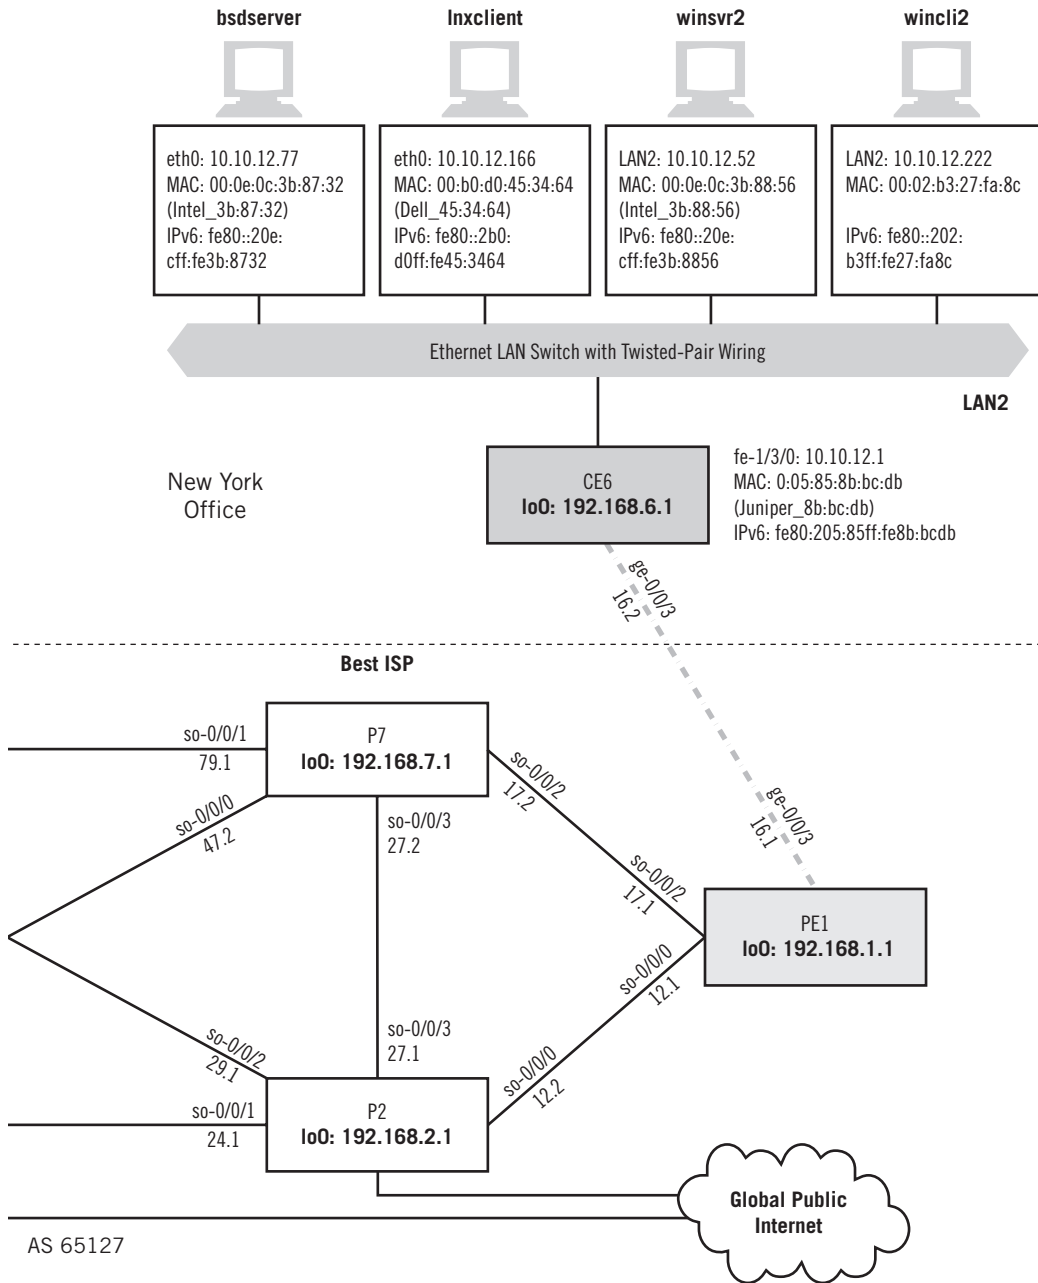 bsdserver
lnxclient
winsvr2
wincli2
eth0: 10.10.12.77
MAC: 00:0e:0c:3b:87:32
(Intel_3b:87:32)
IPv6: fe80::20e:
cff:fe3b:8732
eth0: 10.10.12.166
MAC: 00:b0:d0:45:34:64
(Dell_45:34:64)
IPv6: fe80::2b0:
d0ff:fe45:3464
LAN2: 10.10.12.52
MAC: 00:0e:0c:3b:88:56
(Intel_3b:88:56)
IPv6: fe80::20e:
cff:fe3b:8856
LAN2: 10.10.12.222
MAC: 00:02:b3:27:fa:8c
IPv6: fe80::202:
b3ff:fe27:fa8c
Ethernet LAN Switch with Twisted-Pair Wiring
LAN2
New York
Office
CE6
lo0: 192.168.6.1
fe-1/3/0: 10.10.12.1
MAC: 0:05:85:8b:bc:db
(Juniper_8b:bc:db)
IPv6: fe80:205:85ff:fe8b:bcdb
ge-0/0/3
16.2
Best ISP
so-0/0/1
79.1
P7
lo0: 192.168.7.1
so-0/0/2
17.2
ge-0/0/3
16.1
so-0/0/0
47.2
so-0/0/3
27.2
so-0/0/2
17.1
PE1
lo0: 192.168.1.1
so-0/0/0
12.1
so-0/0/2
29.1
so-0/0/3
27.1
so-0/0/0
12.2
so-0/0/1
24.1
P2
lo0: 192.168.2.1
Global Public
Internet
AS 65127